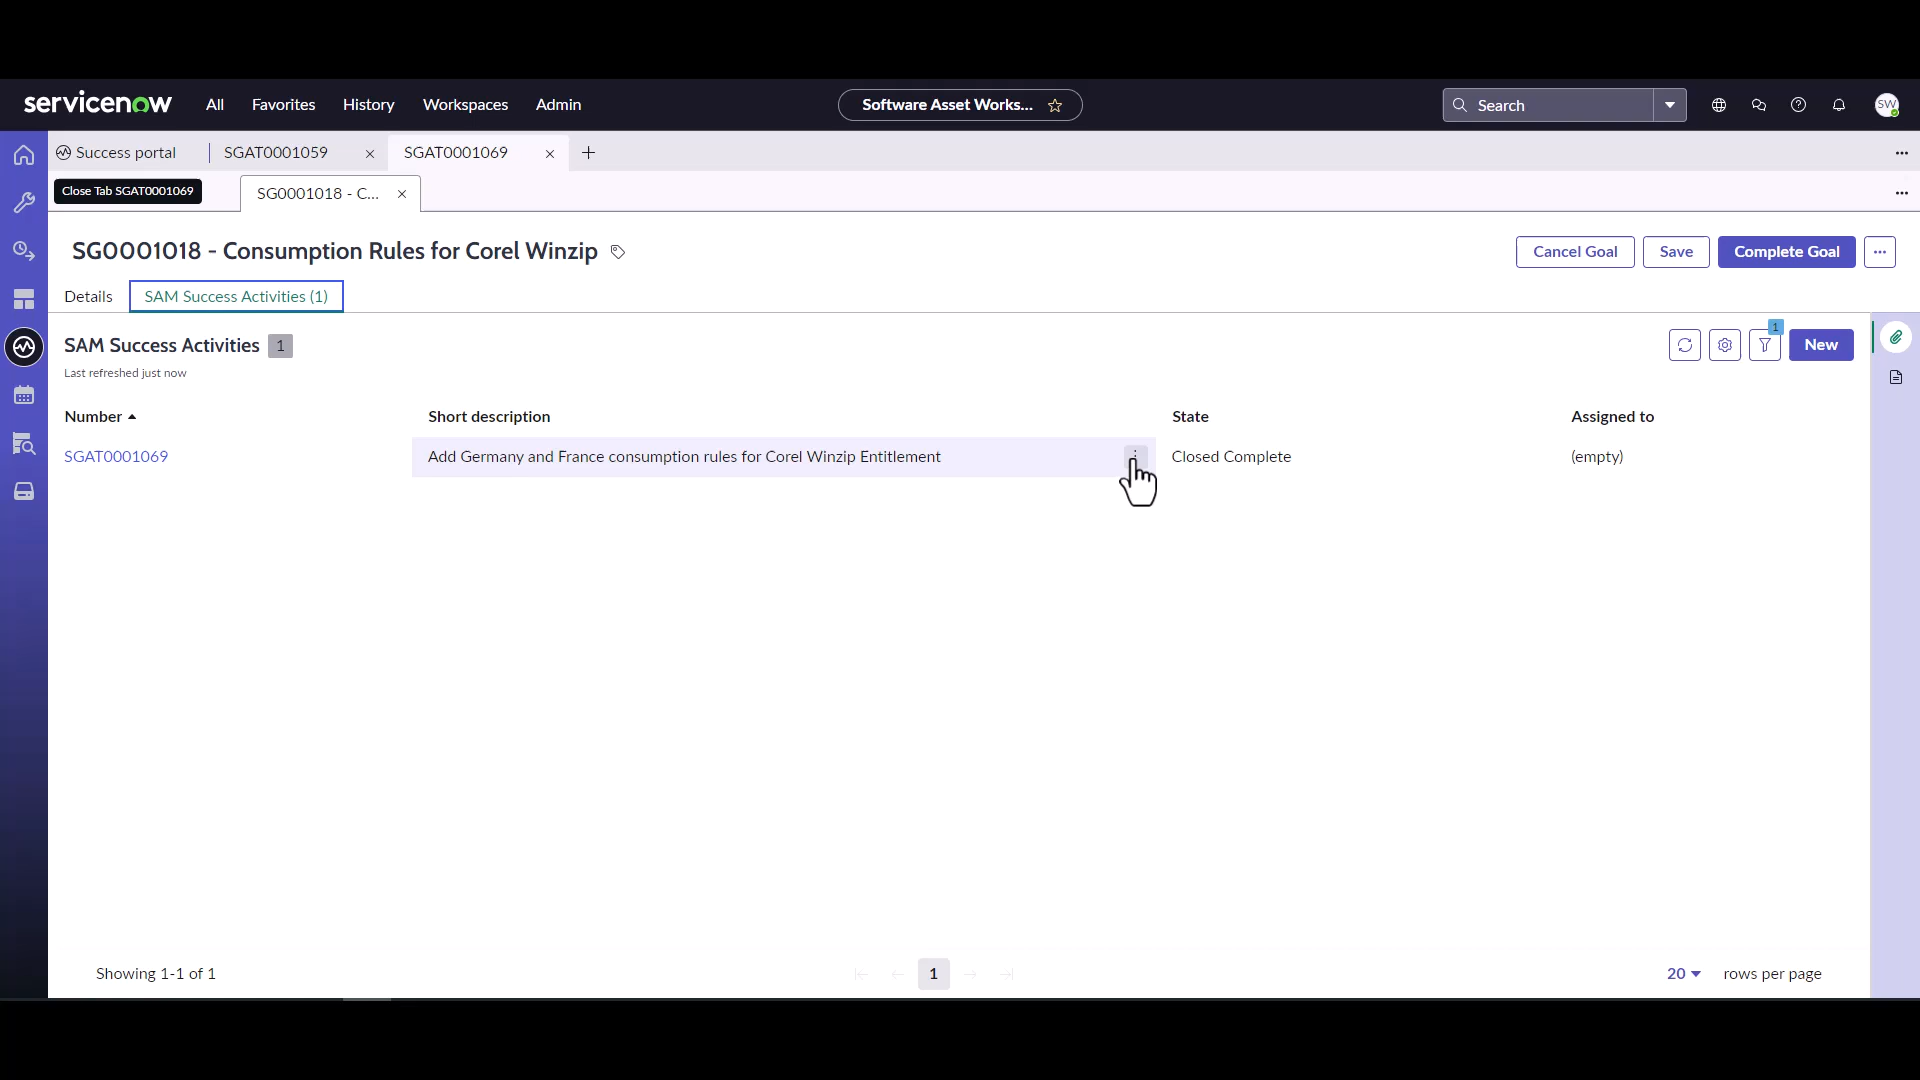 servicenow All Favorites History Workspaces Admin Software Asset Works... Search SW
Success portal SGAT0001059 SGAT0001069
Close Tab SGAT0001069 SG0001018 - C...
SG0001018 - Consumption Rules for Corel Winzip Cancel Goal Save Complete Goal
Details SAM Success Activities (1)
SAM Success Activities 1 1 New
Last refreshed just now
Number Short description State Assigned to
SGAT0001069 Add Germany and France consumption rules for Corel Winzip Entitlement Closed Complete (empty)
Showing 1-1 of 1 1 20 rows per page